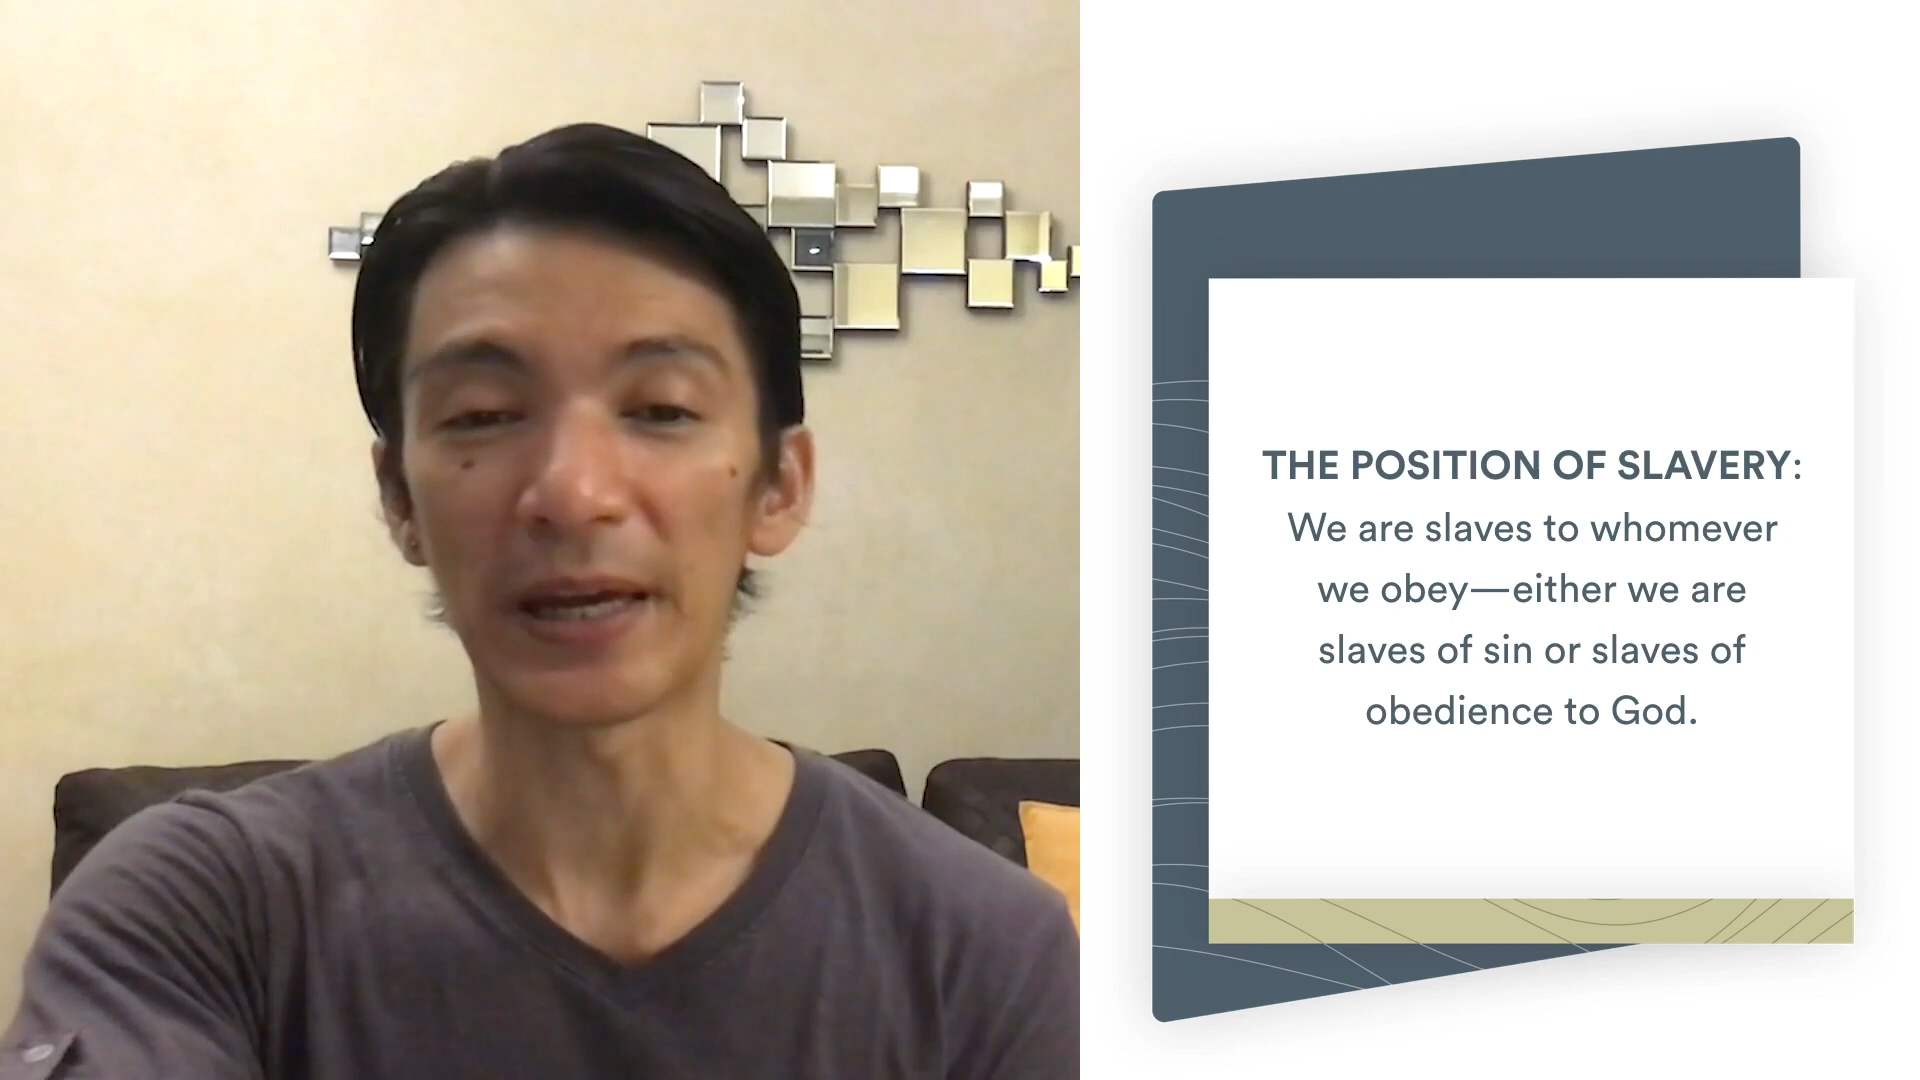 THE POSITION OF SLAVERY:
We are slaves to whomever
we obey—either we are
slaves of sin or slaves of
obedience to God.